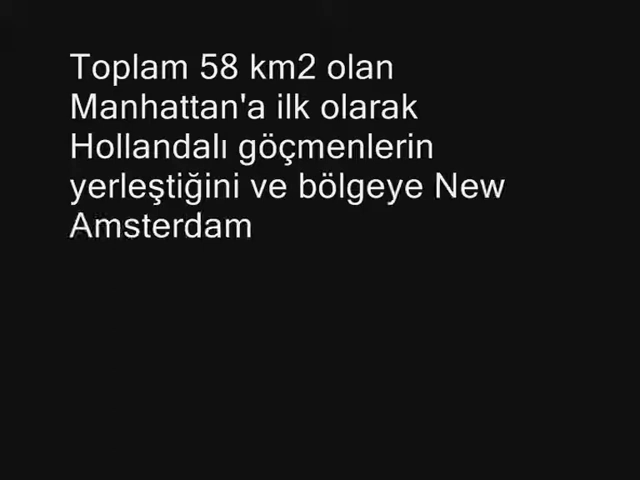 Toplam 58 km2 olan
Manhattan'a ilk olarak
Hollandalı göçmenlerin
yerleştiğini ve bölgeye New
Amsterdam